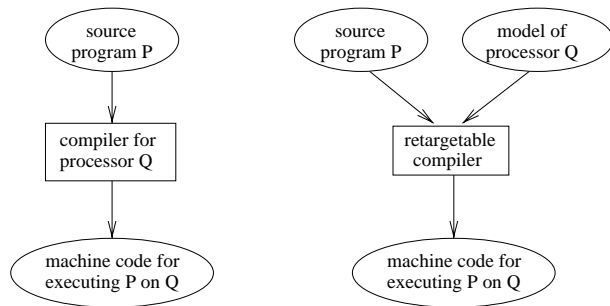 source
program P
compiler for
processor Q
machine code for
executing P on Q
source
program P
model of
processor Q
retargetable
compiler
machine code for
executing P on Q